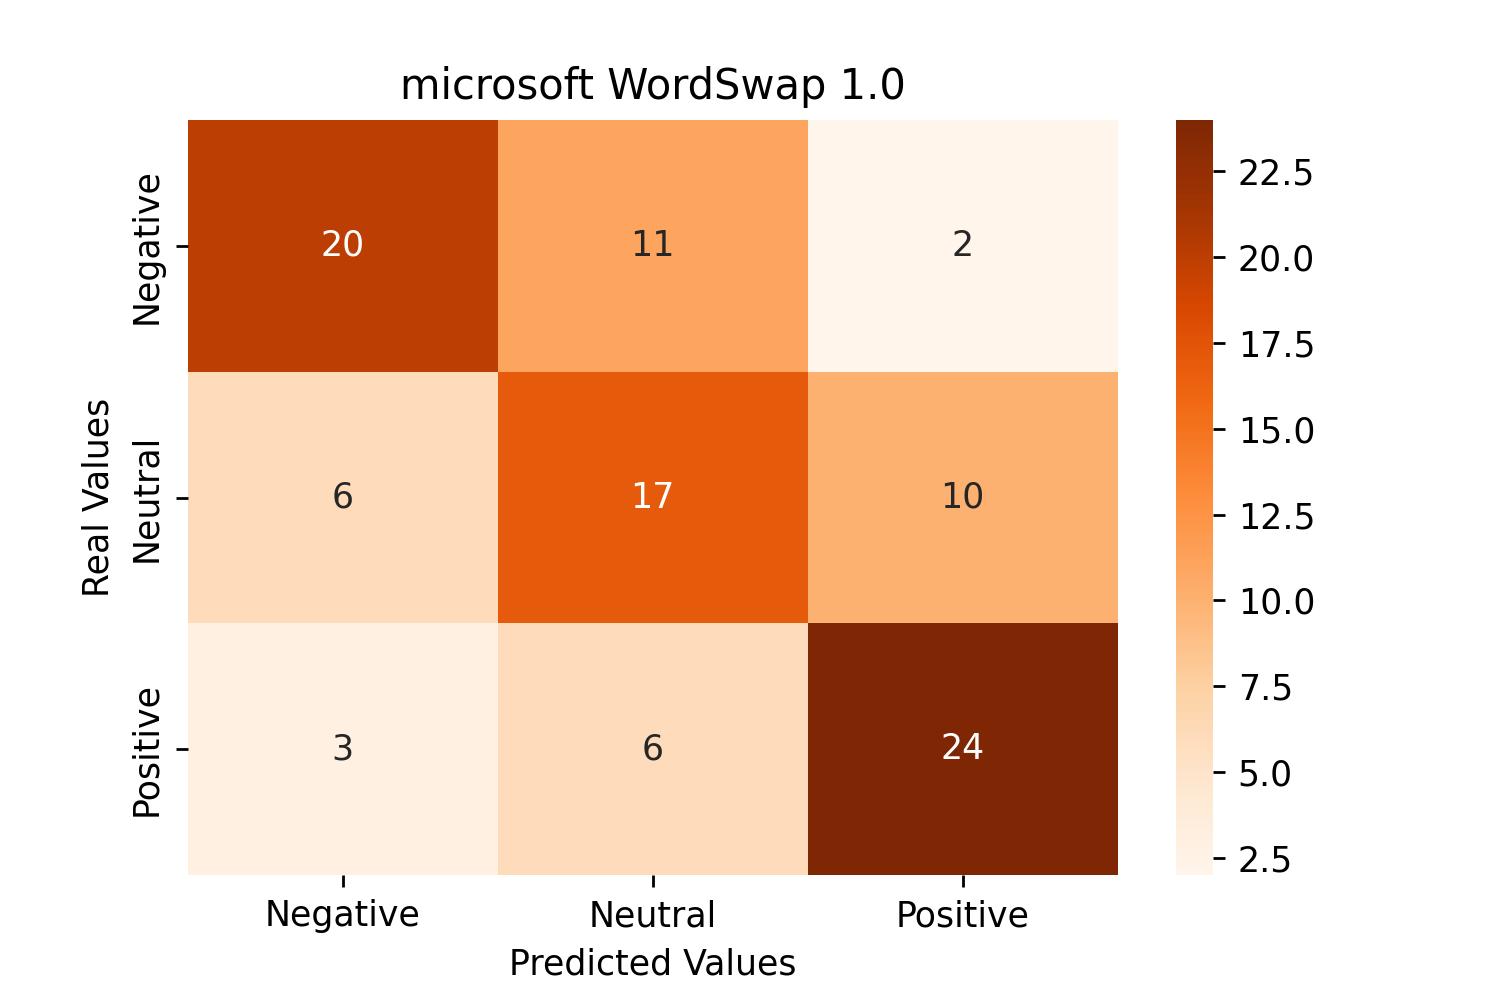 microsoft WordSwap 1.0
Real Values
Negative
20 11 2
Neutral
6 17 10
Positive
3 6 24
Negative Neutral Positive
Predicted Values
22.5
20.0
17.5
15.0
12.5
10.0
7.5
5.0
2.5